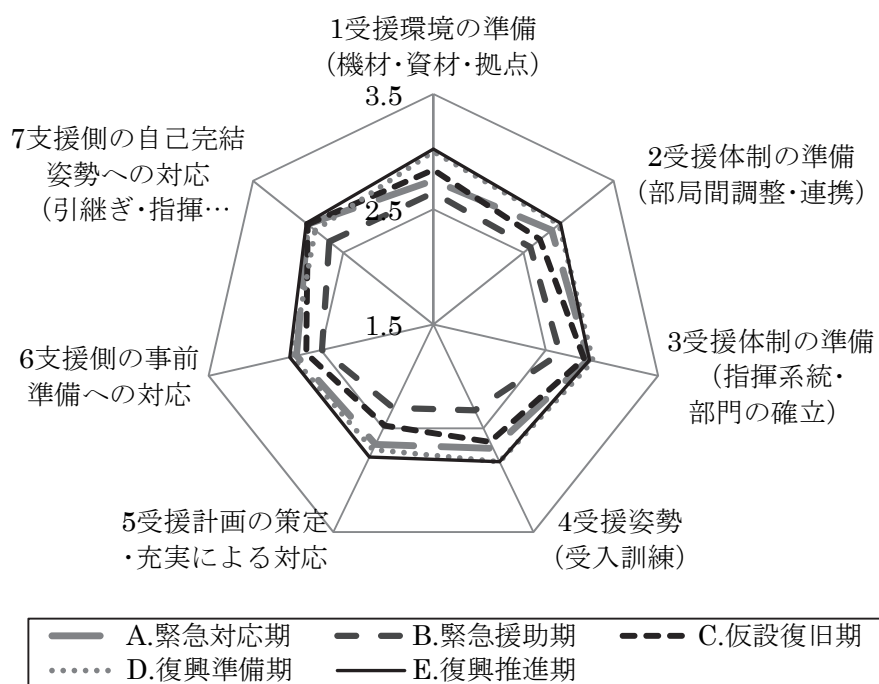 1受援環境の準備
(機材・資材・拠点)
3.5
2.5
1.5
2受援体制の準備
(部局間調整・連携)
3受援体制の準備
(指揮系統・
部門の確立)
4受援姿勢
(受入訓練)
5受援計画の策定
・充実による対応
6支援側の事前
準備への対応
7支援側の自己完結
姿勢への対応
(引継ぎ・指揮…
A.緊急対応期 B.緊急援助期 C.仮設復旧期
D.復興準備期 E.復興推進期